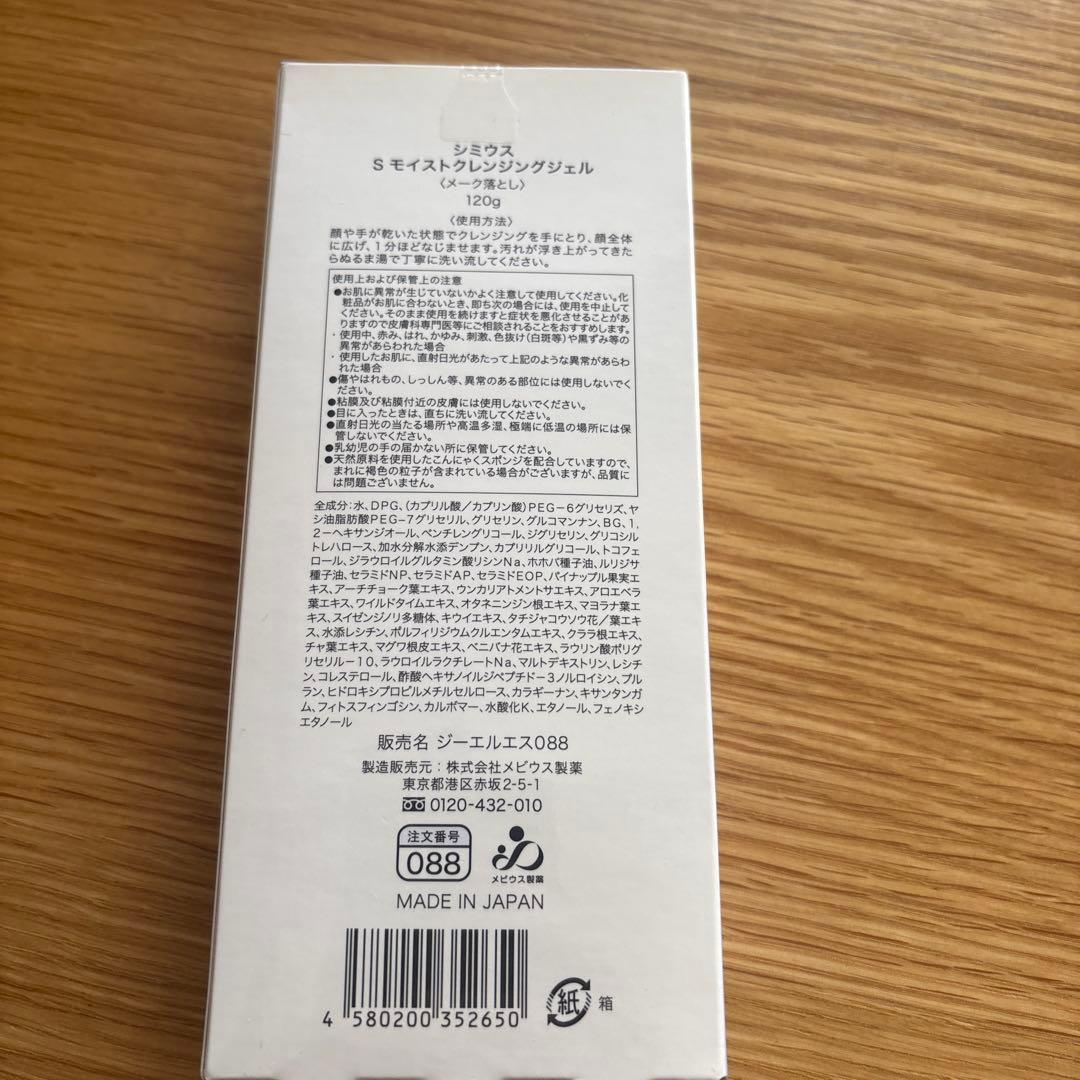 シミウス
S モイストクレンジングジェル
〈メーク落とし〉
120g
〈使用方法〉
顔や手が乾いた状態でクレンジングを手にとり、顔全体
に広げ、1分ほどなじませます。汚れが浮き上がってきた
らぬるま湯で丁寧に洗い流してください。
使用上および保管上の注意
●お肌に異常が生じていないかよく注意して使用してください。化
粧品がお肌に合わないとき、即ち次の場合には、使用を中止して
ください。そのまま使用を続けますと症状を悪化させることがあ
りますので皮膚科専門医等にご相談されることをおすすめします。
・使用中、赤み、はれ、かゆみ、刺激、色抜け(白斑等)や黒ずみ等の
異常があらわれた場合
・使用したお肌に、直射日光があたって上記のような異常があらわ
れた場合
●傷やはれもの、しっしん等、異常のある部位には使用しないでく
ださい。
●粘膜及び粘膜付近の皮膚には使用しないでください。
●目に入ったときは、直ちに洗い流してください。
●直射日光の当たる場所や高温多湿、極端に低温の場所には保
管しないでください。
●乳幼児の手の届かない所に保管してください。
●天然原料を使用したこんにゃくスポンジを配合していますので、
まれに褐色の粒子が含まれている場合がございますが、品質に
は問題ございません。
全成分:水、DPG、(カプリル酸/カプリン酸)PEG-6グリセリズ、ヤ
シ油脂肪酸PEG-7グリセリル、グリセリン、グルコマンナン、BG、1,
2-ヘキサンジオール、ペンチレングリコール、ジグリセリン、グリコシル
トレハロース、加水分解水添デンプン、カプリリルグリコール、トコフェ
ロール、ジラウロイルグルタミン酸リシンNa、ホホバ種子油、ルリジサ
種子油、セラミドNP、セラミドAP、セラミドEOP、パイナップル果実エ
キス、アーチチョーク葉エキス、ウンカリアトメントサエキス、アロエベラ
葉エキス、ワイルドタイムエキス、オタネニンジン根エキス、マヨラナ葉エ
キス、スイゼンジノリ多糖体、キウイエキス、タチジャコウソウ花/葉エキ
ス、水添レシチン、ポルフィリジウムクルエンタムエキス、クララ根エキス、
チャ葉エキス、マグワ根皮エキス、ベニバナ花エキス、ラウリン酸ポリグ
リセリル-10、ラウロイルラクチレートNa、マルトデキストリン、レシチ
ン、コレステロール、酢酸ヘキサノイルジペプチド-3ノルロイシン、プル
ラン、ヒドロキシプロピルメチルセルロース、カラギーナン、キサンタンガ
ム、フィトスフィンゴシン、カルボマー、水酸化K、エタノール、フェノキシ
エタノール
販売名 ジーエルエス088
製造販売元:株式会社メビウス製薬
東京都港区赤坂2-5-1
0120-432-010
注文番号
088
メビウス製薬
MADE IN JAPAN
4 580200 352650
紙 箱